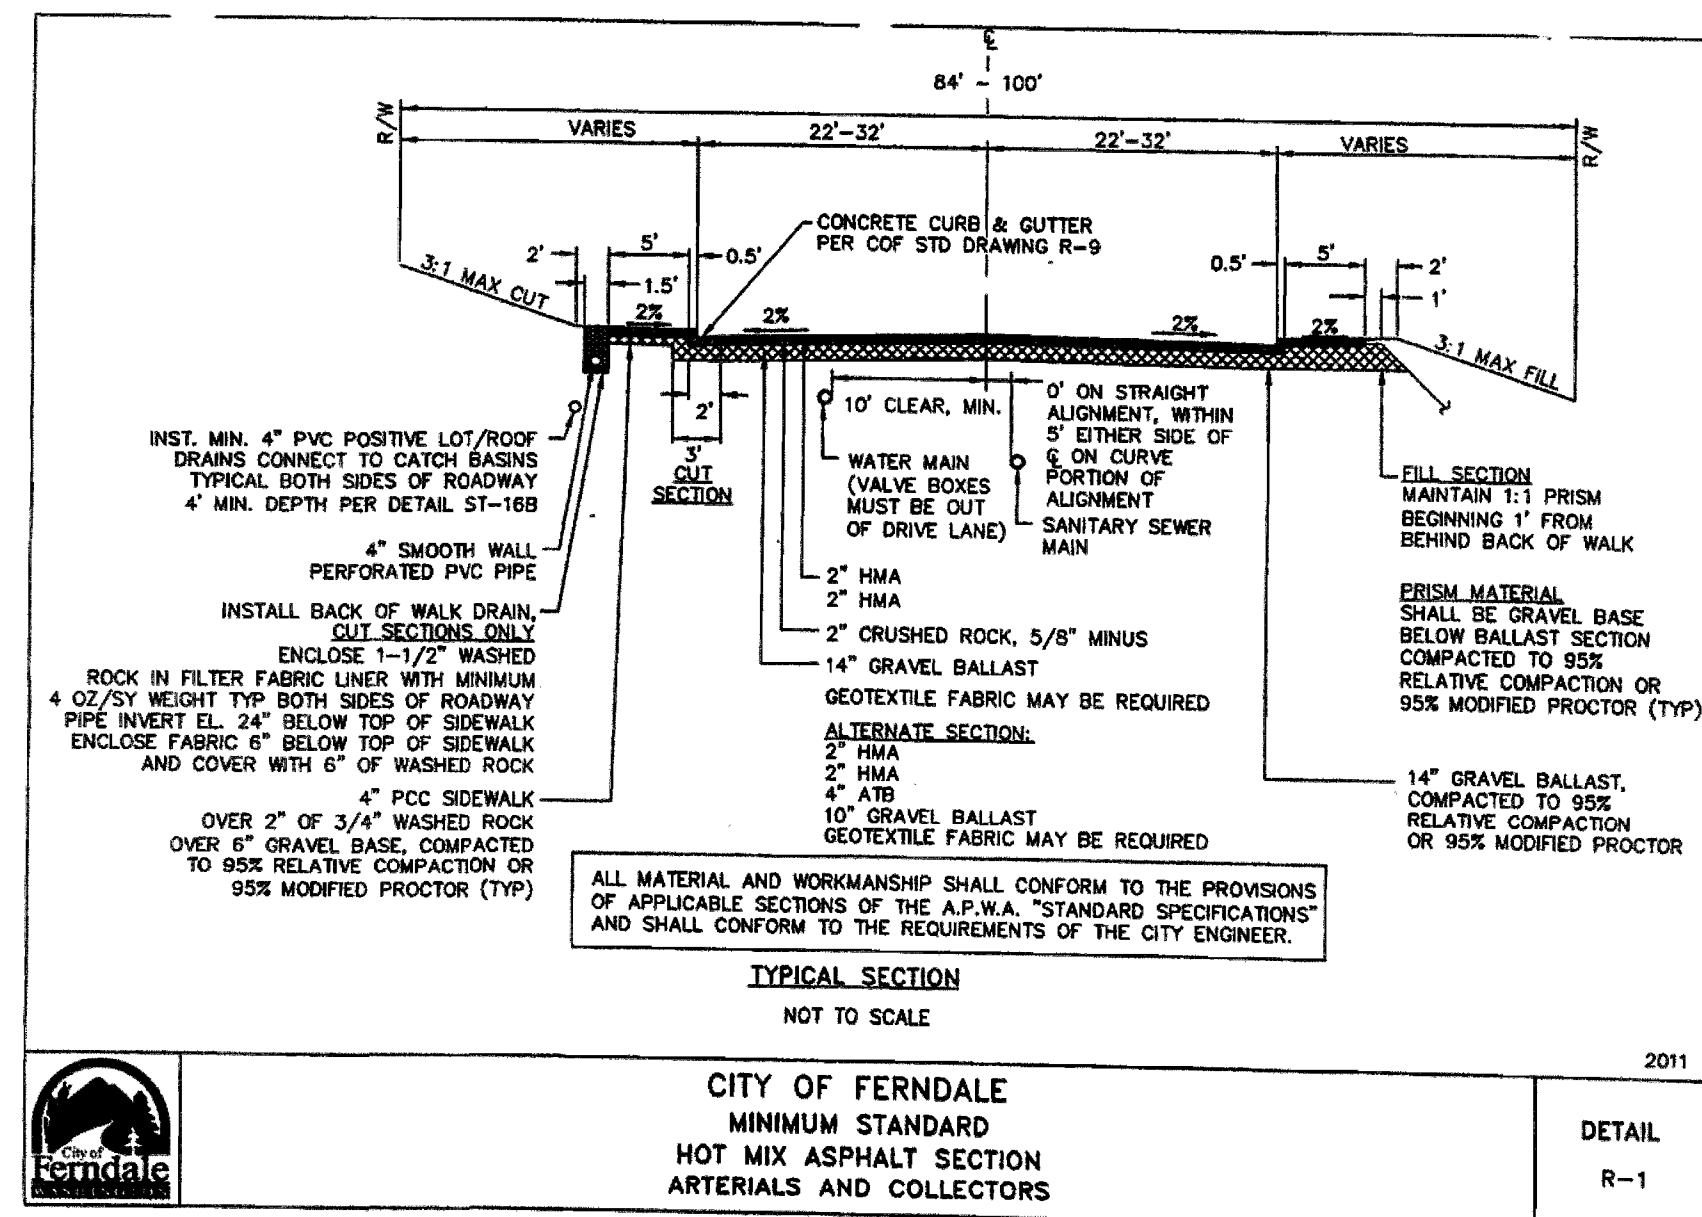 ℄
84' ~ 100'
R/W
VARIES
22'-32'
22'-32'
VARIES
R/W
CONCRETE CURB & GUTTER
PER COF STD DRAWING R-9
2'
5'
0.5'
1.5'
3:1 MAX CUT
2%
2%
0.5'
5'
2'
1'
2%
2%
3:1 MAX FILL
2'
3'
CUT
SECTION
10' CLEAR, MIN.
WATER MAIN
(VALVE BOXES
MUST BE OUT
OF DRIVE LANE)
0' ON STRAIGHT
ALIGNMENT, WITHIN
5' EITHER SIDE OF
℄ ON CURVE
PORTION OF
ALIGNMENT
SANITARY SEWER
MAIN
INST. MIN. 4" PVC POSITIVE LOT/ROOF
DRAINS CONNECT TO CATCH BASINS
TYPICAL BOTH SIDES OF ROADWAY
4' MIN. DEPTH PER DETAIL ST-16B
4" SMOOTH WALL
PERFORATED PVC PIPE
INSTALL BACK OF WALK DRAIN,
CUT SECTIONS ONLY
ENCLOSE 1-1/2" WASHED
ROCK IN FILTER FABRIC LINER WITH MINIMUM
4 OZ/SY WEIGHT TYP BOTH SIDES OF ROADWAY
PIPE INVERT EL. 24" BELOW TOP OF SIDEWALK
ENCLOSE FABRIC 6" BELOW TOP OF SIDEWALK
AND COVER WITH 6" OF WASHED ROCK
4" PCC SIDEWALK
OVER 2" OF 3/4" WASHED ROCK
OVER 6" GRAVEL BASE, COMPACTED
TO 95% RELATIVE COMPACTION OR
95% MODIFIED PROCTOR (TYP)
2" HMA
2" HMA
2" CRUSHED ROCK, 5/8" MINUS
14" GRAVEL BALLAST
GEOTEXTILE FABRIC MAY BE REQUIRED
ALTERNATE SECTION:
2" HMA
2" HMA
4" ATB
10" GRAVEL BALLAST
GEOTEXTILE FABRIC MAY BE REQUIRED
FILL SECTION
MAINTAIN 1:1 PRISM
BEGINNING 1' FROM
BEHIND BACK OF WALK
PRISM MATERIAL
SHALL BE GRAVEL BASE
BELOW BALLAST SECTION
COMPACTED TO 95%
RELATIVE COMPACTION OR
95% MODIFIED PROCTOR (TYP)
14" GRAVEL BALLAST,
COMPACTED TO 95%
RELATIVE COMPACTION
OR 95% MODIFIED PROCTOR
ALL MATERIAL AND WORKMANSHIP SHALL CONFORM TO THE PROVISIONS
OF APPLICABLE SECTIONS OF THE A.P.W.A. "STANDARD SPECIFICATIONS"
AND SHALL CONFORM TO THE REQUIREMENTS OF THE CITY ENGINEER.
TYPICAL SECTION
NOT TO SCALE
2011
City of
Ferndale
CITY OF FERNDALE
MINIMUM STANDARD
HOT MIX ASPHALT SECTION
ARTERIALS AND COLLECTORS
DETAIL
R-1